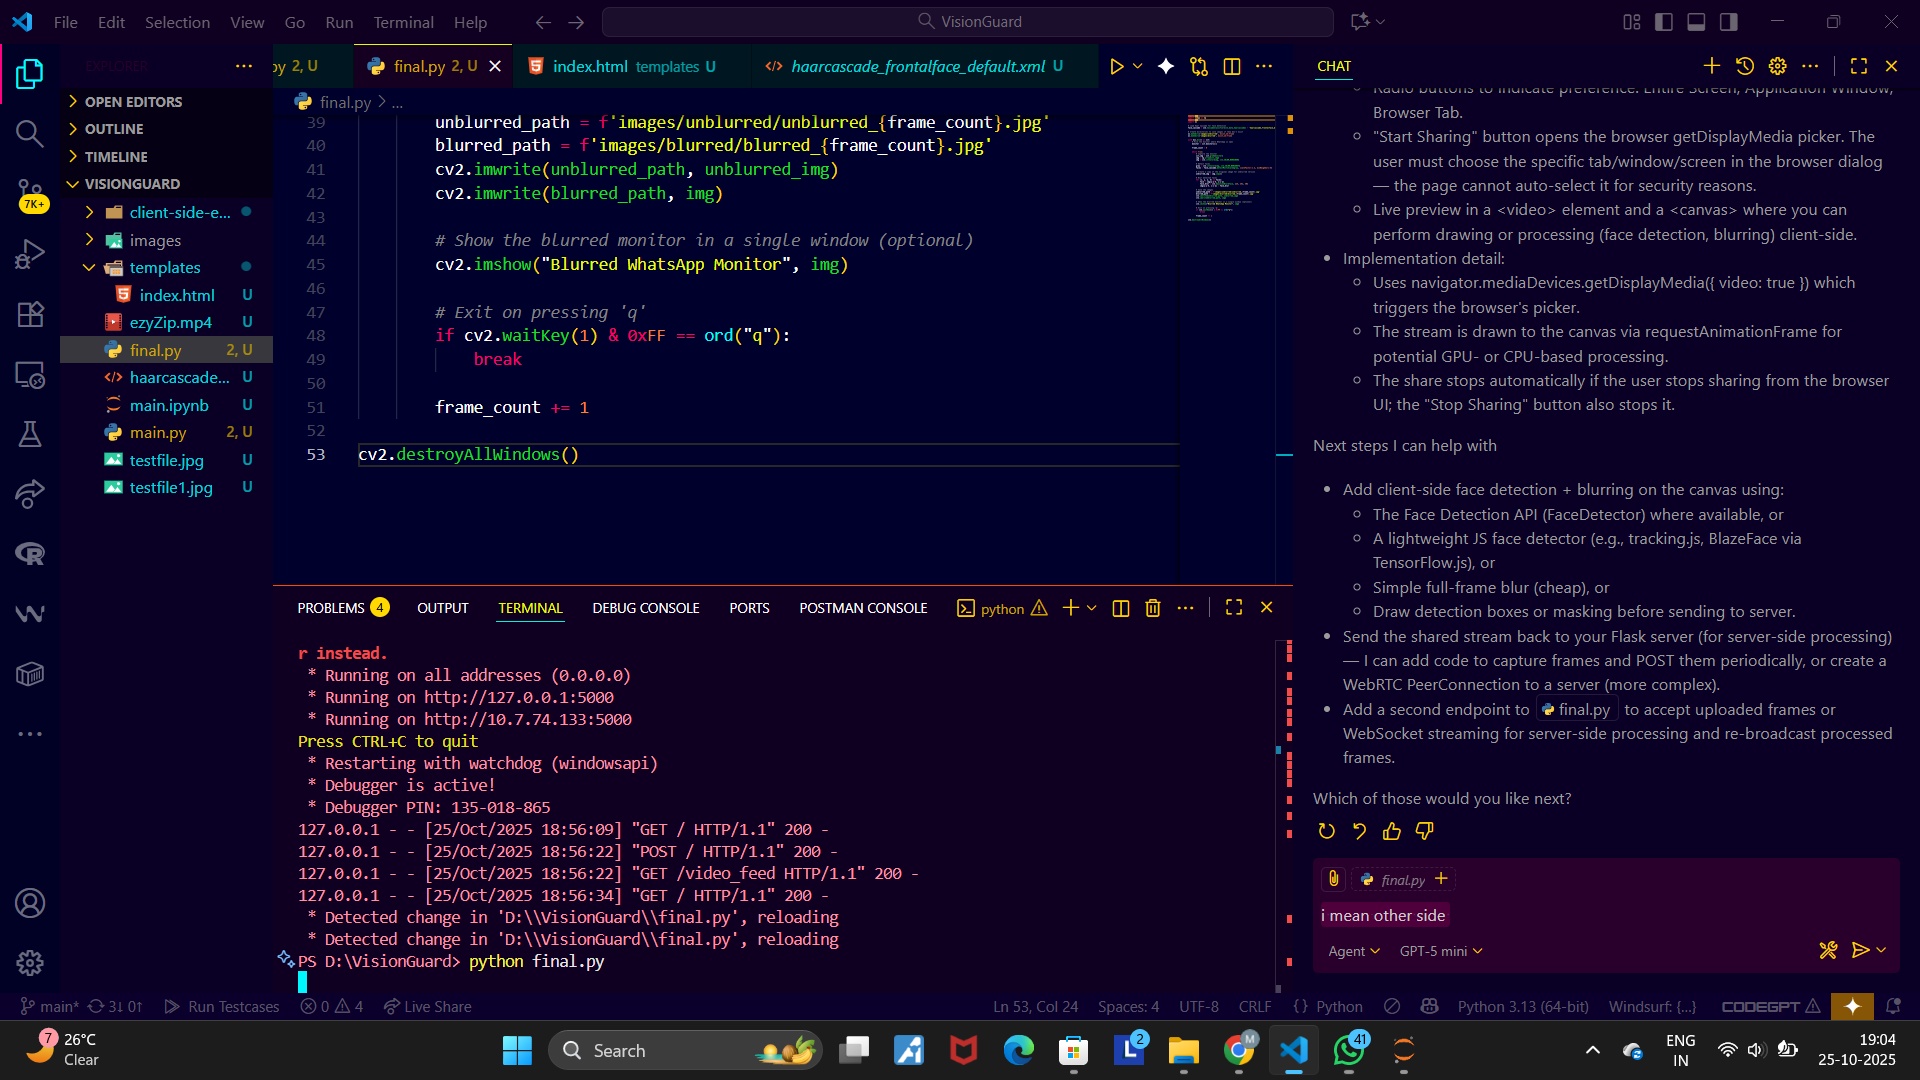 File Edit Selection View Go Run Terminal Help
VisionGuard
EXPLORER
OPEN EDITORS
OUTLINE
TIMELINE
VISIONGUARD
client-side-e...
images
templates
index.html U
ezyZip.mp4 U
final.py 2, U
haarcascade... U
main.ipynb U
main.py 2, U
testfile.jpg U
testfile1.jpg U
7K+
py 2, U
final.py 2, U
index.html templates U
haarcascade_frontalface_default.xml U
final.py > ...
39 unblurred_path = f'images/unblurred/unblurred_{frame_count}.jpg'
40 blurred_path = f'images/blurred/blurred_{frame_count}.jpg'
41 cv2.imwrite(unblurred_path, unblurred_img)
42 cv2.imwrite(blurred_path, img)
43
44 # Show the blurred monitor in a single window (optional)
45 cv2.imshow("Blurred WhatsApp Monitor", img)
46
47 # Exit on pressing 'q'
48 if cv2.waitKey(1) & 0xFF == ord("q"):
49 break
50
51 frame_count += 1
52
53 cv2.destroyAllWindows()
PROBLEMS 4 OUTPUT TERMINAL DEBUG CONSOLE PORTS POSTMAN CONSOLE python
r instead.
* Running on all addresses (0.0.0.0)
* Running on http://127.0.0.1:5000
* Running on http://10.7.74.133:5000
Press CTRL+C to quit
* Restarting with watchdog (windowsapi)
* Debugger is active!
* Debugger PIN: 135-018-865
127.0.0.1 - - [25/Oct/2025 18:56:09] "GET / HTTP/1.1" 200 -
127.0.0.1 - - [25/Oct/2025 18:56:22] "POST / HTTP/1.1" 200 -
127.0.0.1 - - [25/Oct/2025 18:56:22] "GET /video_feed HTTP/1.1" 200 -
127.0.0.1 - - [25/Oct/2025 18:56:34] "GET / HTTP/1.1" 200 -
* Detected change in 'D:\\VisionGuard\\final.py', reloading
* Detected change in 'D:\\VisionGuard\\final.py', reloading
PS D:\VisionGuard> python final.py
CHAT
Radio buttons to indicate preference: Entire Screen, Application Window,
Browser Tab.
"Start Sharing" button opens the browser getDisplayMedia picker. The
user must choose the specific tab/window/screen in the browser dialog
— the page cannot auto-select it for security reasons.
Live preview in a <video> element and a <canvas> where you can
perform drawing or processing (face detection, blurring) client-side.
Implementation detail:
Uses navigator.mediaDevices.getDisplayMedia({ video: true }) which
triggers the browser's picker.
The stream is drawn to the canvas via requestAnimationFrame for
potential GPU- or CPU-based processing.
The share stops automatically if the user stops sharing from the browser
UI; the "Stop Sharing" button also stops it.
Next steps I can help with
Add client-side face detection + blurring on the canvas using:
The Face Detection API (FaceDetector) where available, or
A lightweight JS face detector (e.g., tracking.js, BlazeFace via
TensorFlow.js), or
Simple full-frame blur (cheap), or
Draw detection boxes or masking before sending to server.
Send the shared stream back to your Flask server (for server-side processing)
— I can add code to capture frames and POST them periodically, or create a
WebRTC PeerConnection to a server (more complex).
Add a second endpoint to final.py to accept uploaded frames or
WebSocket streaming for server-side processing and re-broadcast processed
frames.
Which of those would you like next?
final.py
i mean other side
Agent GPT-5 mini
main* 3↓ 0↑ Run Testcases 0 4 Live Share Ln 53, Col 24 Spaces: 4 UTF-8 CRLF {} Python Python 3.13 (64-bit) Windsurf: {...} CODEGPT
7 26°C
Clear
Search
2
M
41
ENG
IN
19:04
25-10-2025